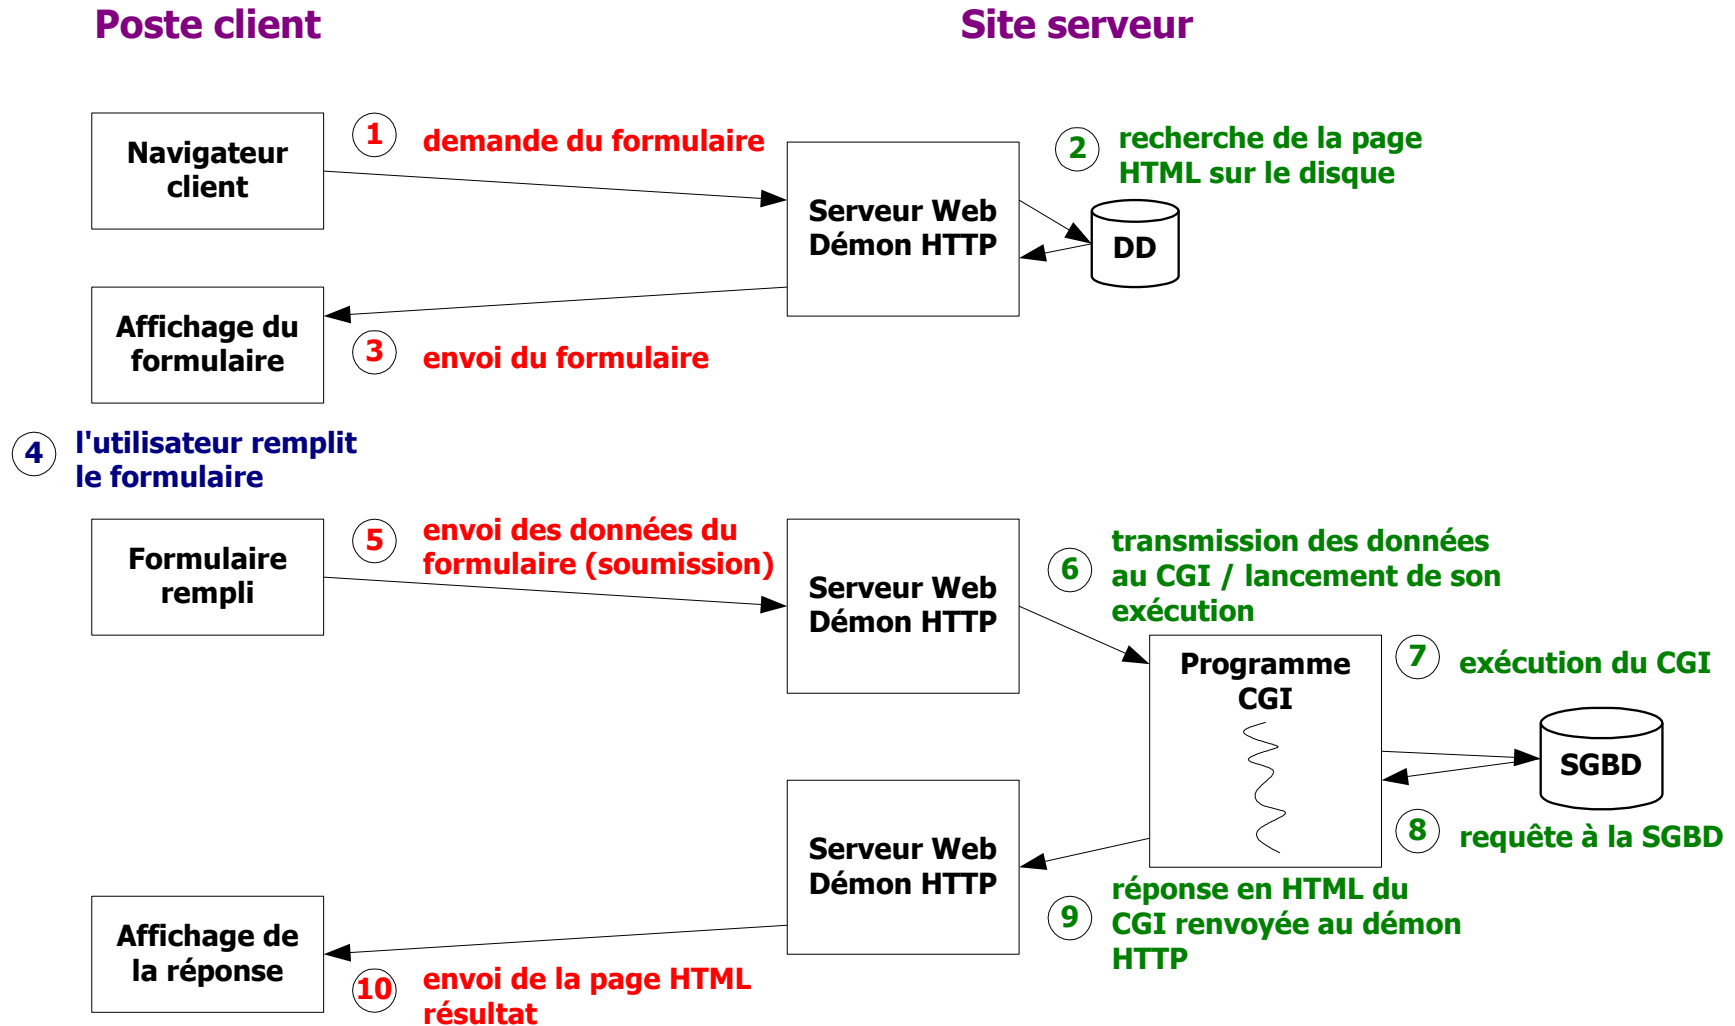 Poste client
Site serveur
Navigateur
client
1
demande du formulaire
Serveur Web
Démon HTTP
2
recherche de la page
HTML sur le disque
DD
Affichage du
formulaire
3
envoi du formulaire
4
l'utilisateur remplit
le formulaire
Formulaire
rempli
5
envoi des données du
formulaire (soumission)
Serveur Web
Démon HTTP
6
transmission des données
au CGI / lancement de son
exécution
Programme
CGI
7
exécution du CGI
SGBD
8
requête à la SGBD
Serveur Web
Démon HTTP
9
réponse en HTML du
CGI renvoyée au démon
HTTP
Affichage de
la réponse
10
envoi de la page HTML
résultat